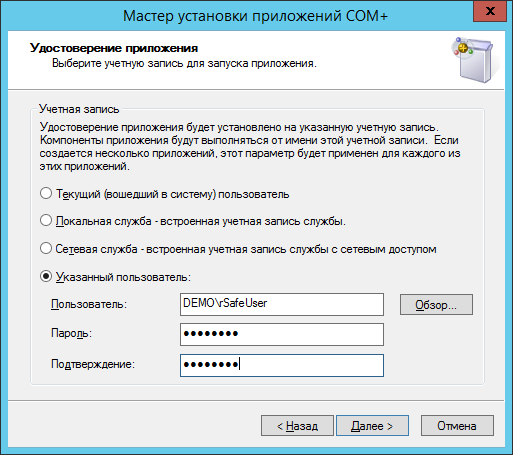 Мастер установки приложений COM+
Удостоверение приложения
Выберите учетную запись для запуска приложения.
Учетная запись
Удостоверение приложения будет установлено на указанную учетную запись.
Компоненты приложения будут выполняться от имени этой учетной записи. Если
создается несколько приложений, этот параметр будет применен для каждого из
этих приложений.
Текущий (вошедший в систему) пользователь
Локальная служба - встроенная учетная запись службы.
Сетевая служба - встроенная учетная запись службы с сетевым доступом
Указанный пользователь:
Пользователь: DEMO\rSafeUser Обзор...
Пароль: ●●●●●●●●
Подтверждение: ●●●●●●●●
< Назад Далее > Отмена